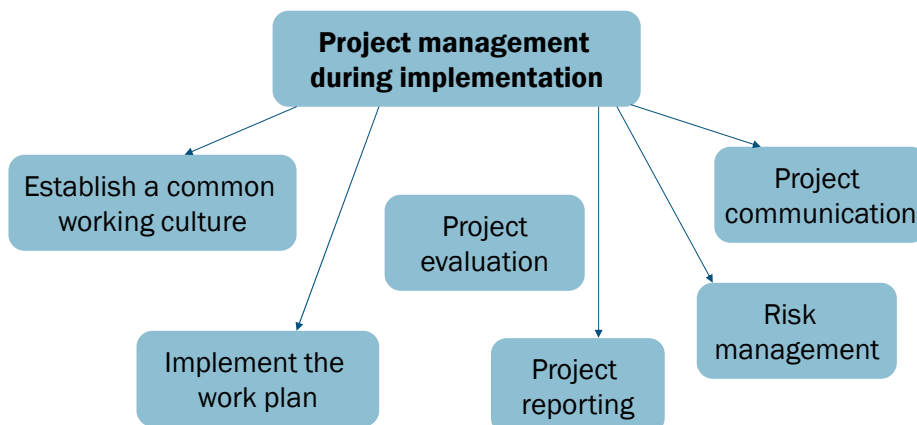 Project management
during implementation
Establish a common
working culture
Project
communication
Project
evaluation
Risk
management
Implement the
work plan
Project
reporting